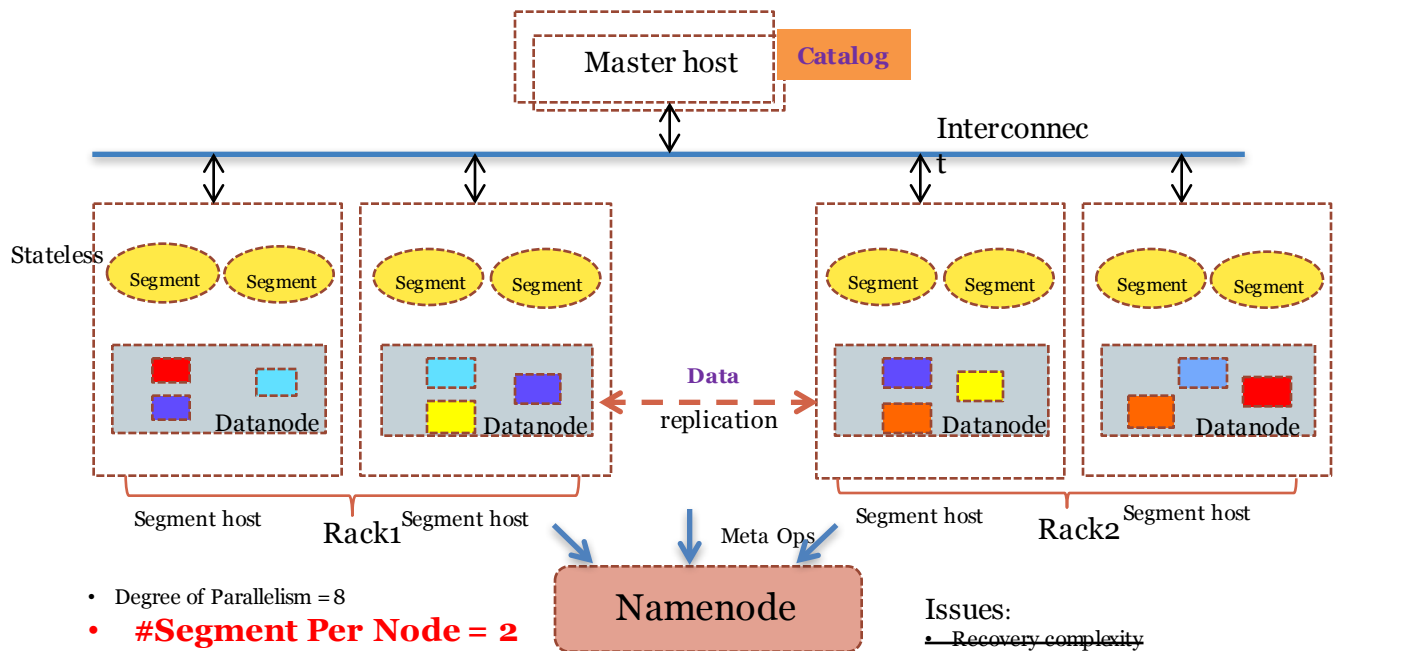 Master host
Catalog
Interconnec
t
Stateless
Segment
Segment
Segment
Segment
Segment
Segment
Segment
Segment
Datanode
Datanode
Data
replication
Datanode
Datanode
Segment host
Rack1
Segment host
Segment host
Rack2
Segment host
Meta Ops
Namenode
• Degree of Parallelism = 8
• #Segment Per Node = 2
Issues:
• Recovery complexity